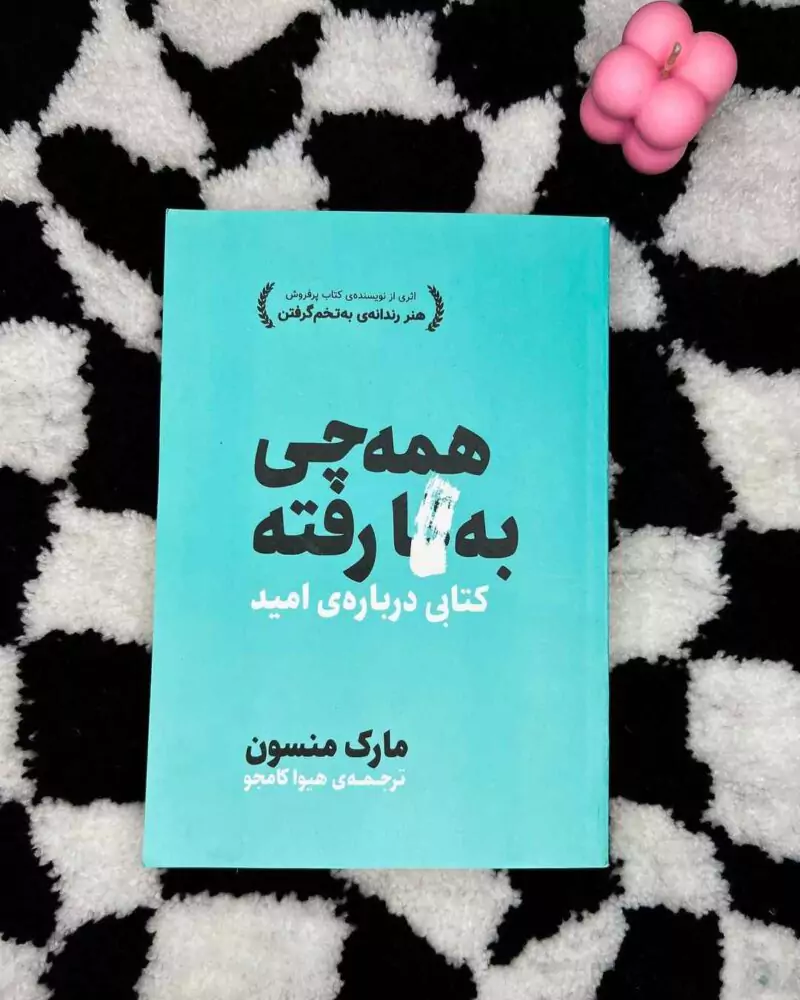 اثری از نویسنده‌ی کتاب پرفروش
هنر رندانه‌ی به‌تخم‌گرفتن
همه‌چی
به رفته
کتابی درباره‌ی امید
مارک منسون
ترجمه‌ی هیوا کامجو